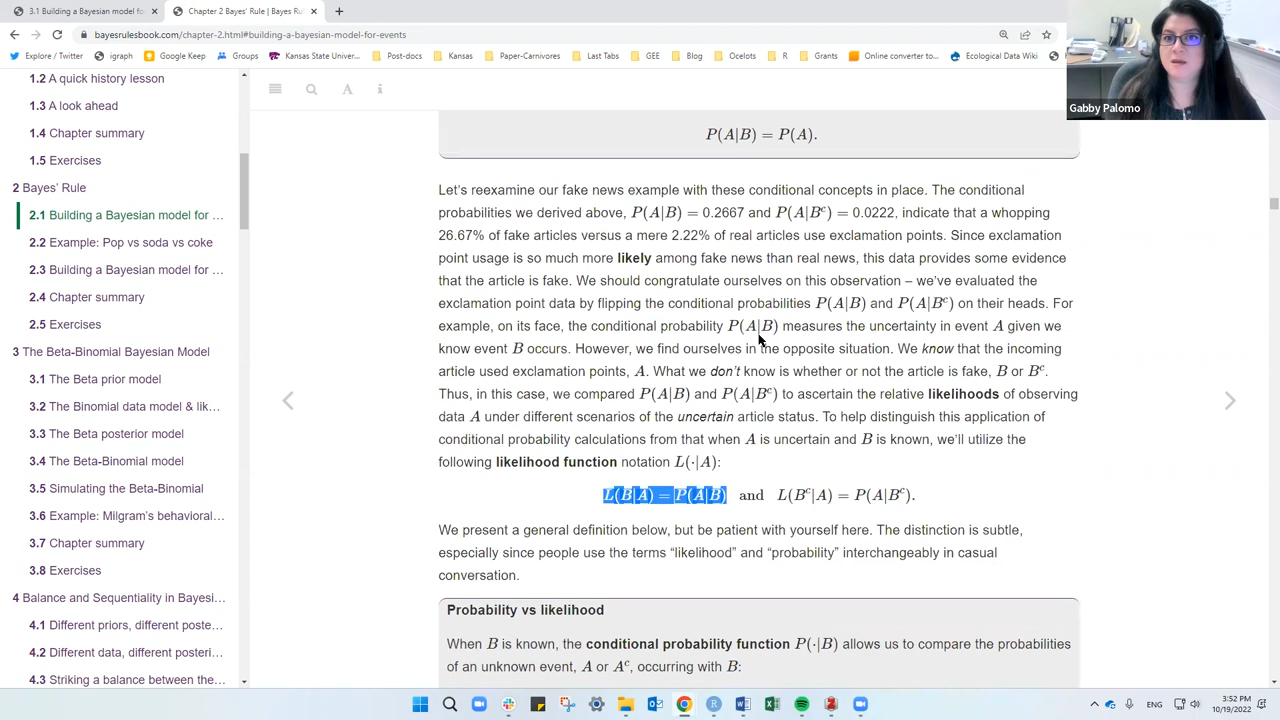 3.1 Building a Bayesian model for
Chapter 2 Bayes' Rule | Bayes Ru
bayesrulesbook.com/chapter-2.html#building-a-bayesian-model-for-events
Explore / Twitter
igraph
Google Keep
Groups
Kansas State Univer...
Post-docs
Kansas
Paper-Carnivores
Last Tabs
GEE
Blog
Ocelots
R
Grants
Online converter to...
Ecological Data Wiki
Gabby Palomo
1.2 A quick history lesson
1.3 A look ahead
1.4 Chapter summary
1.5 Exercises
2 Bayes' Rule
2.1 Building a Bayesian model for ...
2.2 Example: Pop vs soda vs coke
2.3 Building a Bayesian model for ...
2.4 Chapter summary
2.5 Exercises
3 The Beta-Binomial Bayesian Model
3.1 The Beta prior model
3.2 The Binomial data model & lik...
3.3 The Beta posterior model
3.4 The Beta-Binomial model
3.5 Simulating the Beta-Binomial
3.6 Example: Milgram's behavioral...
3.7 Chapter summary
3.8 Exercises
4 Balance and Sequentiality in Bayesi...
4.1 Different priors, different poste...
4.2 Different data, different posteri...
4.3 Striking a balance between the...
P(A|B) = P(A).
Let's reexamine our fake news example with these conditional concepts in place. The conditional
probabilities we derived above, P(A|B) = 0.2667 and P(A|Bᶜ) = 0.0222, indicate that a whopping
26.67% of fake articles versus a mere 2.22% of real articles use exclamation points. Since exclamation
point usage is so much more likely among fake news than real news, this data provides some evidence
that the article is fake. We should congratulate ourselves on this observation – we've evaluated the
exclamation point data by flipping the conditional probabilities P(A|B) and P(A|Bᶜ) on their heads. For
example, on its face, the conditional probability P(A|B) measures the uncertainty in event A given we
know event B occurs. However, we find ourselves in the opposite situation. We know that the incoming
article used exclamation points, A. What we don't know is whether or not the article is fake, B or Bᶜ.
Thus, in this case, we compared P(A|B) and P(A|Bᶜ) to ascertain the relative likelihoods of observing
data A under different scenarios of the uncertain article status. To help distinguish this application of
conditional probability calculations from that when A is uncertain and B is known, we'll utilize the
following likelihood function notation L(·|A):
L(B|A) = P(A|B) and L(Bᶜ|A) = P(A|Bᶜ).
We present a general definition below, but be patient with yourself here. The distinction is subtle,
especially since people use the terms "likelihood" and "probability" interchangeably in casual
conversation.
Probability vs likelihood
When B is known, the conditional probability function P(·|B) allows us to compare the probabilities
of an unknown event, A or Aᶜ, occurring with B:
ENG
3:52 PM
10/19/2022